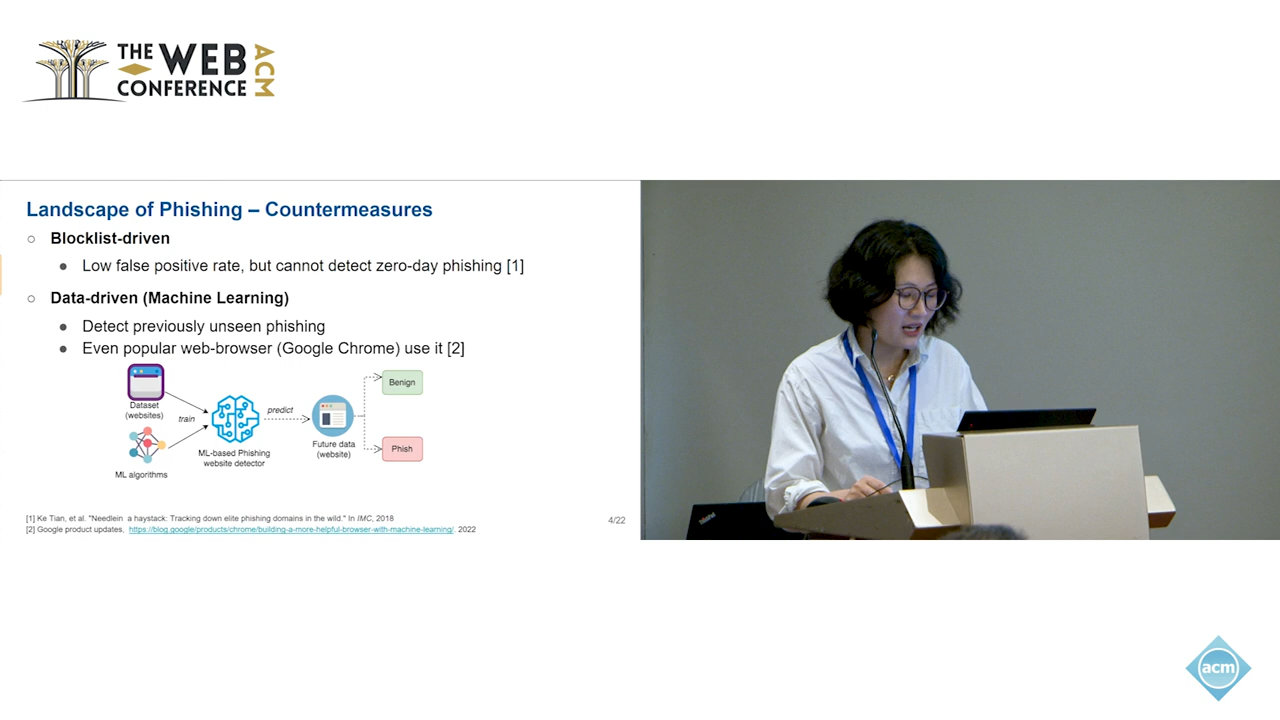 THE WEB
CONFERENCE
ACM
Landscape of Phishing – Countermeasures
Blocklist-driven
Low false positive rate, but cannot detect zero-day phishing [1]
Data-driven (Machine Learning)
Detect previously unseen phishing
Even popular web-browser (Google Chrome) use it [2]
Dataset
(websites)
train
ML algorithms
ML-based Phishing
website detector
predict
Future data
(website)
Benign
Phish
[1] Ke Tian, et al. "Needlein a haystack: Tracking down elite phishing domains in the wild." In IMC, 2018
[2] Google product updates, https://blog.google/products/chrome/building-a-more-helpful-browser-with-machine-learning/. 2022
4/22
ThinkPad
acm